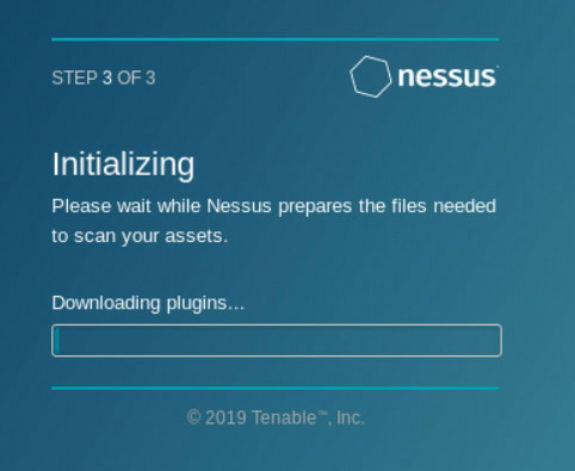 STEP 3 OF 3
nessus
Initializing
Please wait while Nessus prepares the files needed
to scan your assets.
Downloading plugins...
© 2019 Tenable™, Inc.